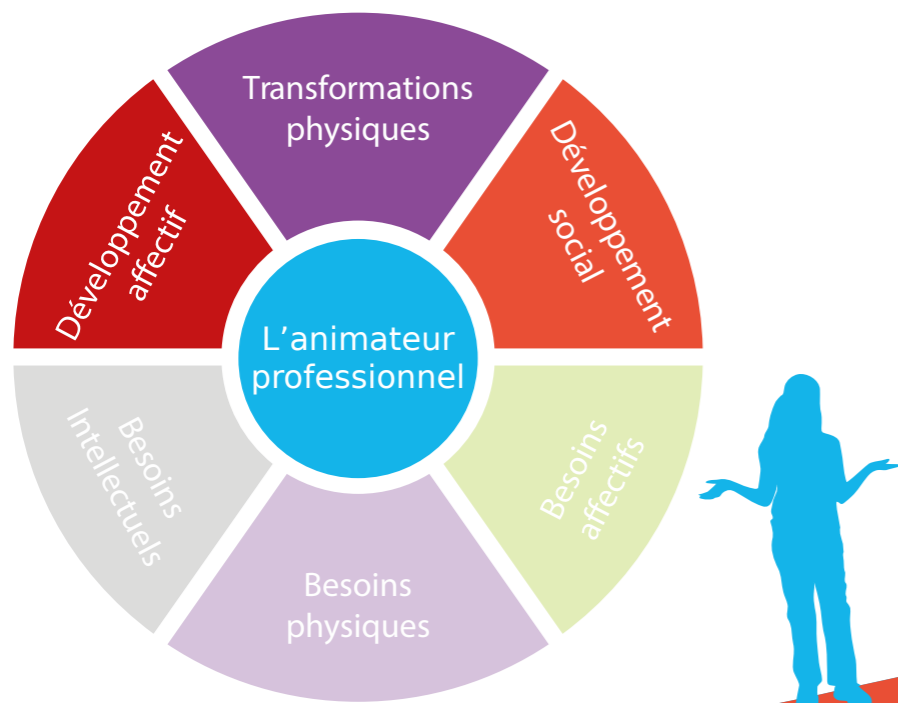 Transformations
physiques
Développement
social
Besoins
affectifs
Besoins
physiques
Besoins
Intellectuels
Développement
affectif
L’animateur
professionnel